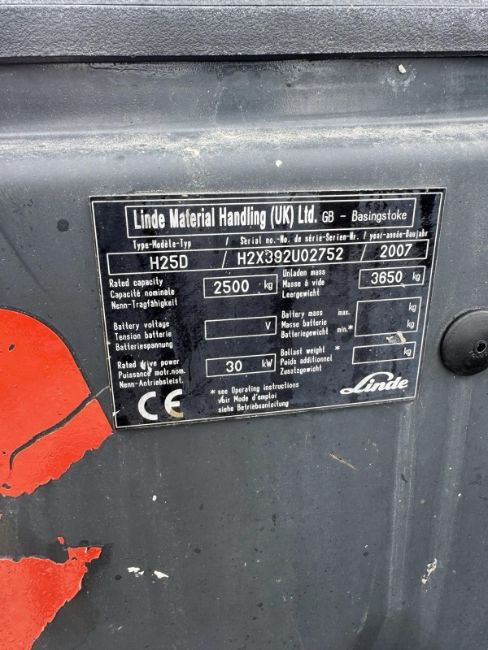 Linde Material Handling (UK) Ltd. GB - Basingstoke
Type-Modèle-Typ / Serial no.-No. de série-Serien-Nr. / year-année-Baujahr
H25D / H2X392U02752 / 2007
Rated capacity
Capacité nominale
Nenn-Tragfähigkeit
2500 kg
Unladen mass
Masse à vide
Leergewicht
3650 kg
Battery voltage
Tension batterie
Batteriespannung
V
Battery mass max.
Masse batterie
Batteriegewicht min.*
kg
kg
Rated drive power
Puissance motr.nom.
Nenn-Antriebsleist.
30 kW
Ballast weight *
Poids additionnel
Zusatzgewicht
kg
CE
* see Operating instructions
voir Mode d'emploi
siehe Betriebsanleitung
Linde